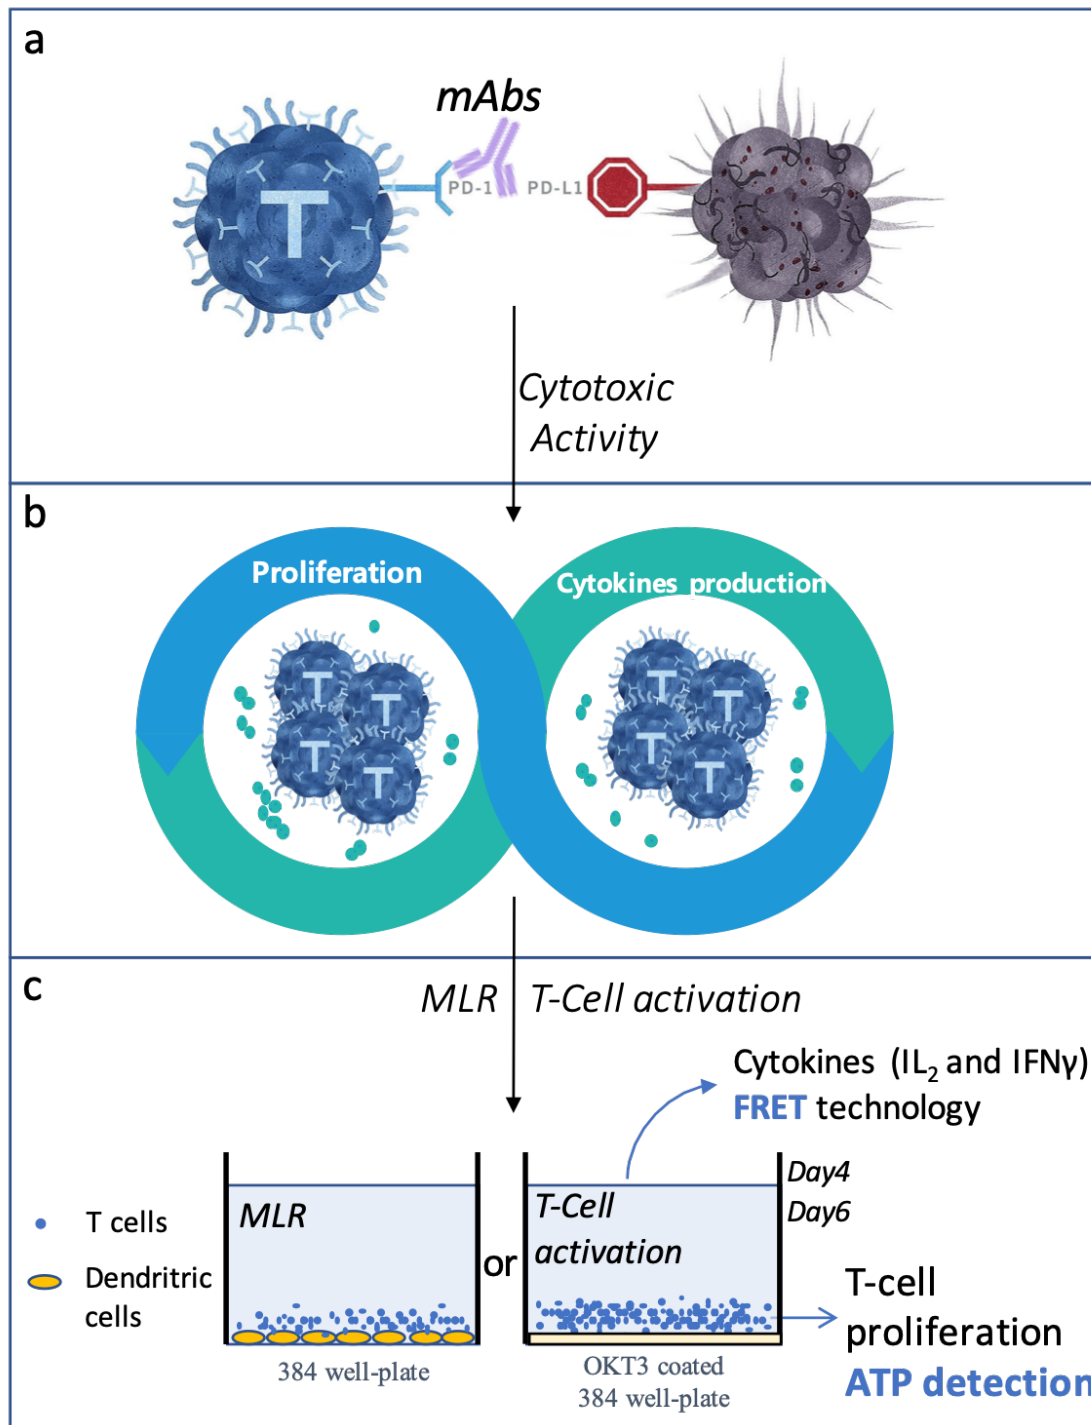 a
mAbs
PD-1 PD-L1
T
Cytotoxic
Activity
b
Proliferation
Cytokines production
T
T
T
T
T
T
T
T
c
MLR T-Cell activation
Cytokines (IL₂ and IFNγ)
FRET technology
Day4
Day6
MLR
T-Cell
activation
or
T cells
Dendritric
cells
T-cell
proliferation
ATP detection
384 well-plate
OKT3 coated
384 well-plate